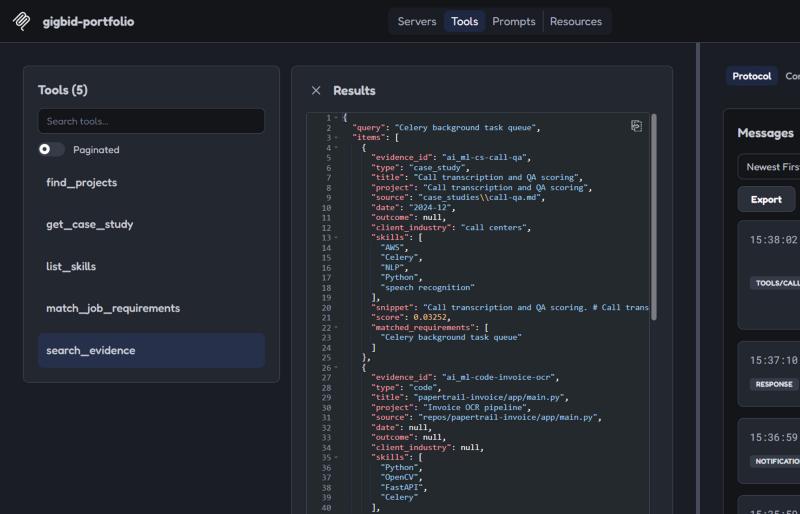 gigbid-portfolio
Servers Tools Prompts Resources
Tools (5)
Search tools...
Paginated
find_projects
get_case_study
list_skills
match_job_requirements
search_evidence
Results
1 {
2 "query": "Celery background task queue",
3 "items": [
4 {
5 "evidence_id": "ai_ml-cs-call-qa",
6 "type": "case_study",
7 "title": "Call transcription and QA scoring",
8 "project": "Call transcription and QA scoring",
9 "source": "case_studies\\call-qa.md",
10 "date": "2024-12",
11 "outcome": null,
12 "client_industry": "call centers",
13 "skills": [
14 "AWS",
15 "Celery",
16 "NLP",
17 "Python",
18 "speech recognition"
19 ],
20 "snippet": "Call transcription and QA scoring. # Call trans
21 "score": 0.03252,
22 "matched_requirements": [
23 "Celery background task queue"
24 ]
25 },
26 {
27 "evidence_id": "ai_ml-code-invoice-ocr",
28 "type": "code",
29 "title": "papertrail-invoice/app/main.py",
30 "project": "Invoice OCR pipeline",
31 "source": "repos/papertrail-invoice/app/main.py",
32 "date": null,
33 "outcome": null,
34 "client_industry": null,
35 "skills": [
36 "Python",
37 "OpenCV",
38 "FastAPI",
39 "Celery"
40 ],
Protocol Con
Messages
Newest First
Export
15:38:02
TOOLS/CALL
15:37:10
RESPONSE
15:36:59
NOTIFICATIO